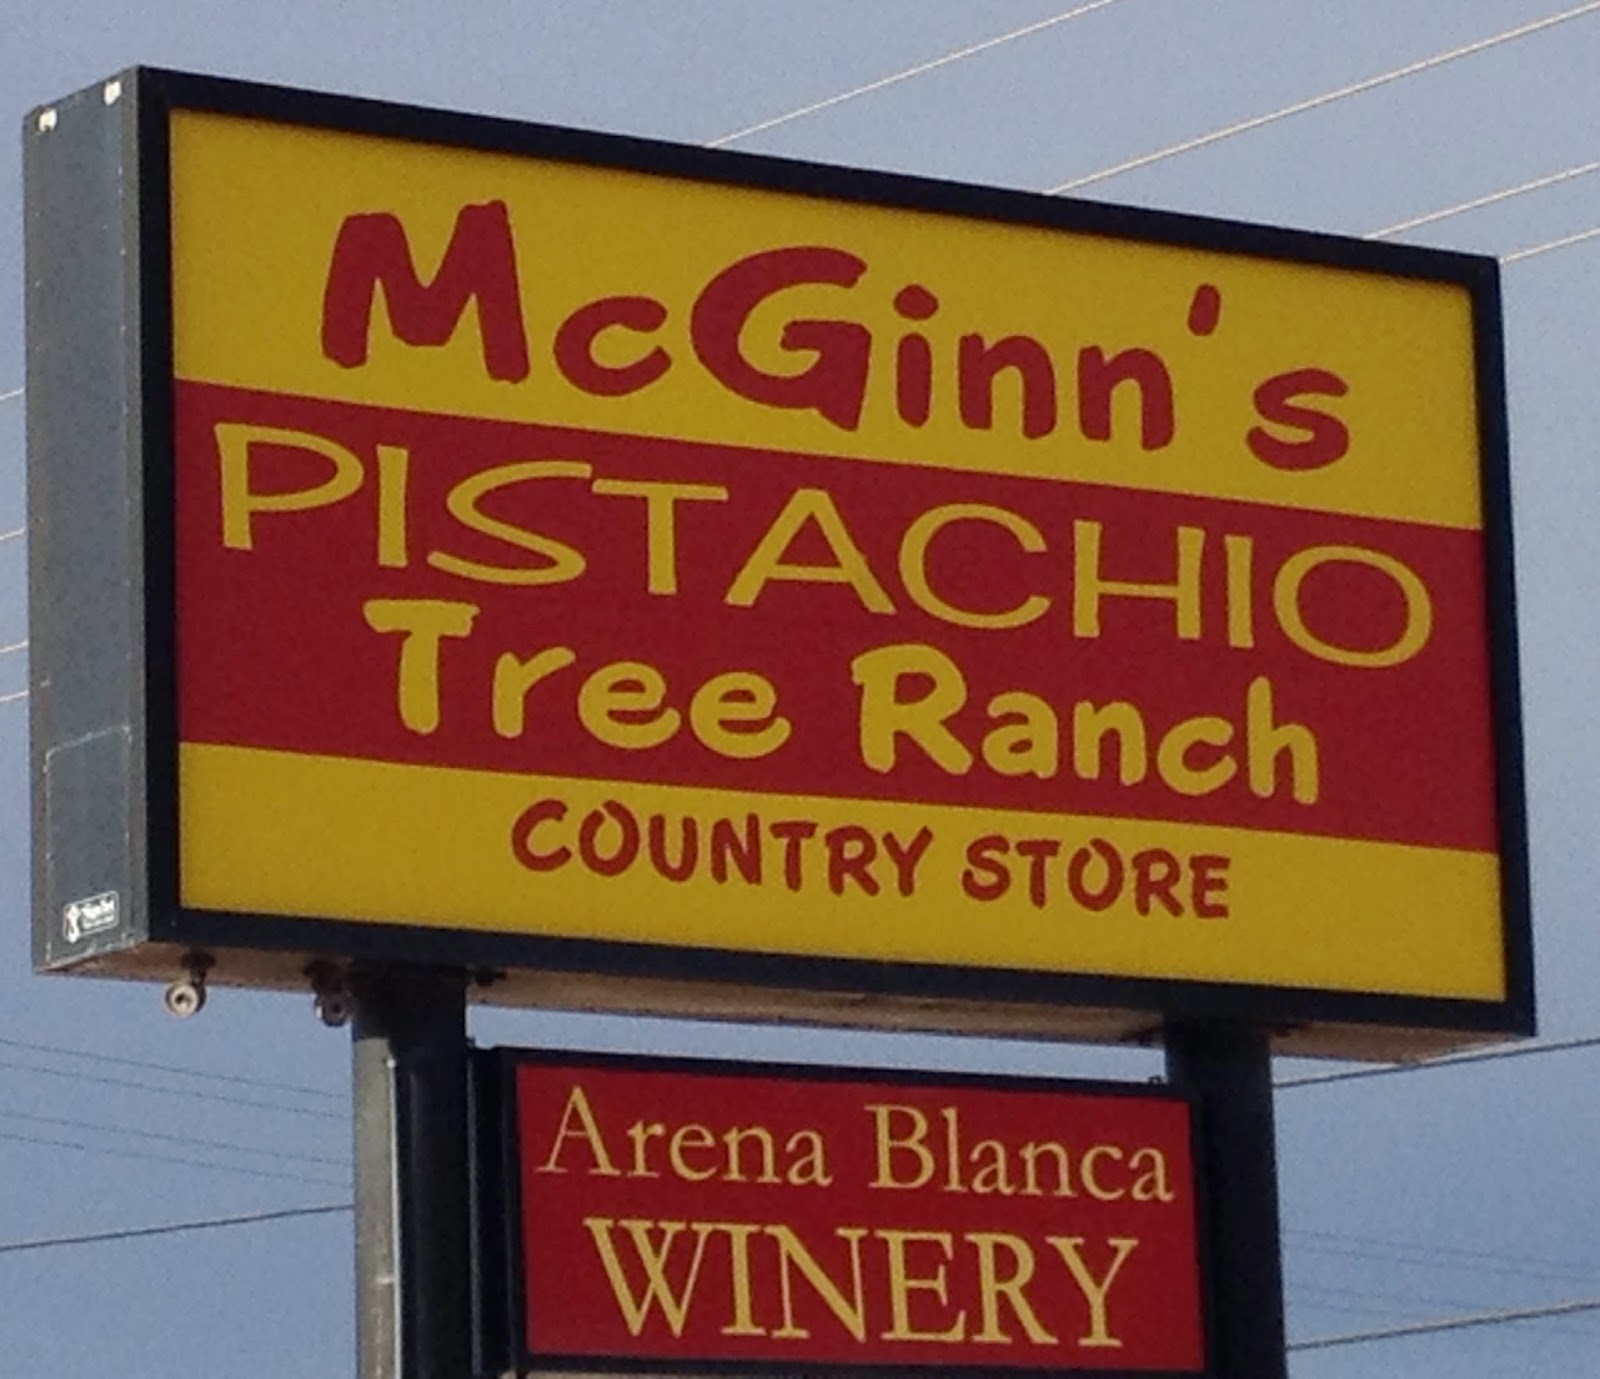 McGinn's
PISTACHIO
Tree Ranch
COUNTRY STORE
Arena Blanca
WINERY